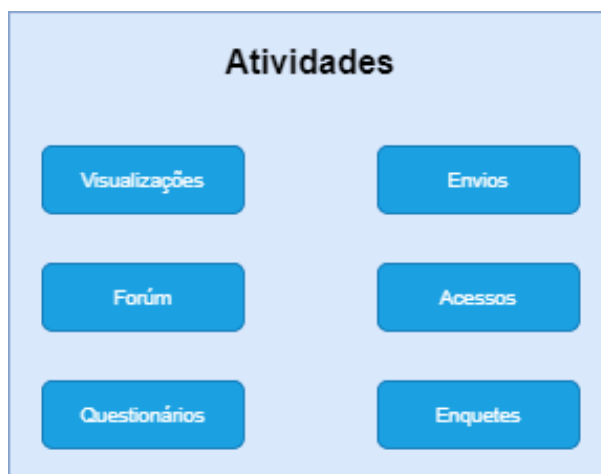 Atividades
Visualizações
Envios
Forúm
Acessos
Questionários
Enquetes